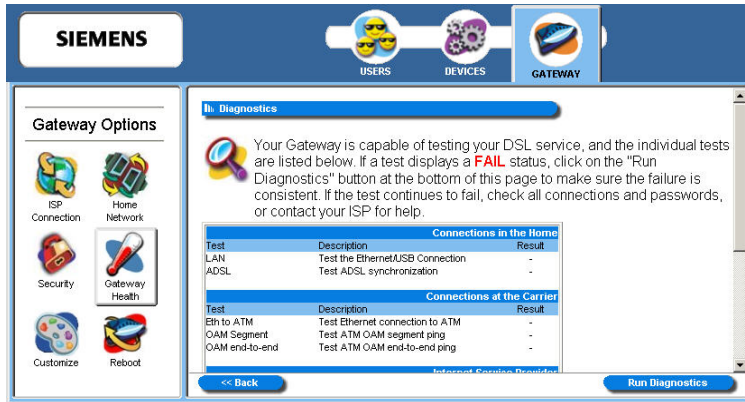 SIEMENS
USERS
DEVICES
GATEWAY
Gateway Options
ISP
Connection
Home
Network
Security
Gateway
Health
Customize
Reboot
Diagnostics
Your Gateway is capable of testing your DSL service, and the individual tests
are listed below. If a test displays a FAIL status, click on the "Run
Diagnostics" button at the bottom of this page to make sure the failure is
consistent. If the test continues to fail, check all connections and passwords,
or contact your ISP for help.
Connections in the Home
Test Description Result
LAN Test the Ethernet/USB Connection -
ADSL Test ADSL synchronization -
Connections at the Carrier
Test Description Result
Eth to ATM Test Ethernet connection to ATM -
OAM Segment Test ATM OAM segment ping -
OAM end-to-end Test ATM OAM end-to-end ping -
Internet Service Provider
<< Back
Run Diagnostics